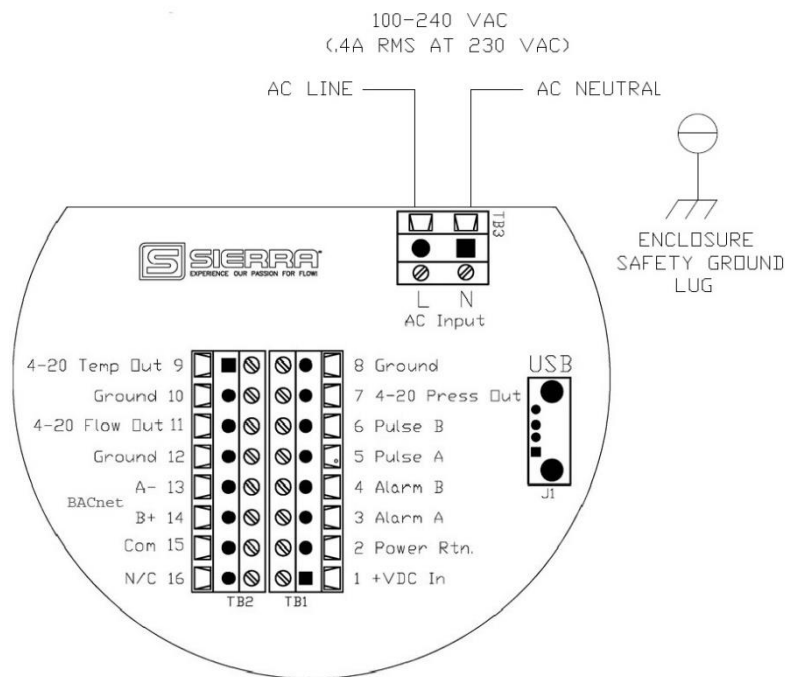 100-240 VAC
(.4A RMS AT 230 VAC)
AC LINE
AC NEUTRAL
TB3
ENCLOSURE
SAFETY GROUND
LUG
SIERRA
EXPERIENCE OUR PASSION FOR FLOW!
L N
AC Input
4-20 Temp Out 9
Ground 10
4-20 Flow Out 11
Ground 12
A- 13
BACnet
B+ 14
Com 15
N/C 16
TB2
TB1
8 Ground
7 4-20 Press Out
6 Pulse B
5 Pulse A
4 Alarm B
3 Alarm A
2 Power Rtn.
1 +VDC In
USB
J1